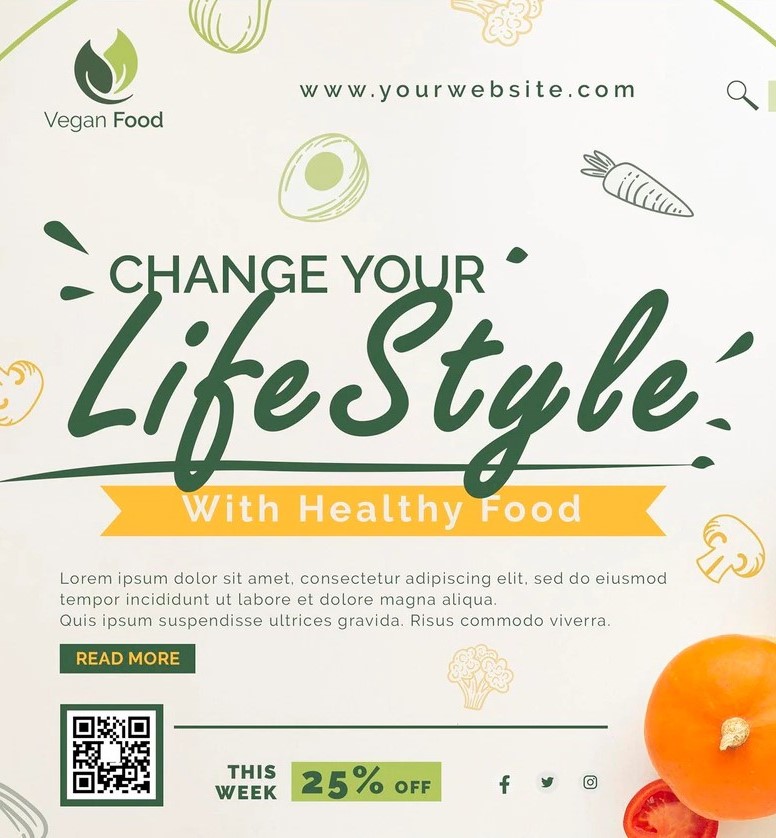 www.yourwebsite.com
Vegan Food
CHANGE YOUR
LifeStyle
With Healthy Food
Lorem ipsum dolor sit amet, consectetur adipiscing elit, sed do eiusmod
tempor incididunt ut labore et dolore magna aliqua.
Quis ipsum suspendisse ultrices gravida. Risus commodo viverra.
READ MORE
THIS
WEEK
25% OFF